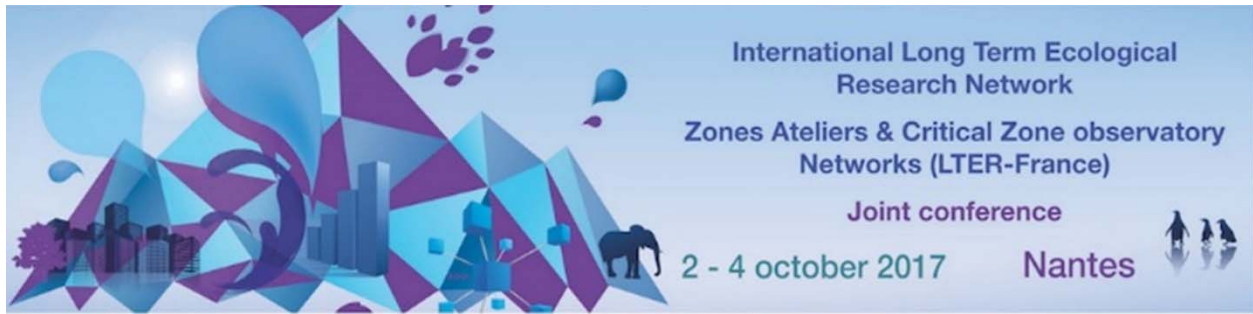 International Long Term Ecological
Research Network
Zones Ateliers & Critical Zone observatory
Networks (LTER-France)
Joint conference
2 - 4 october 2017
Nantes